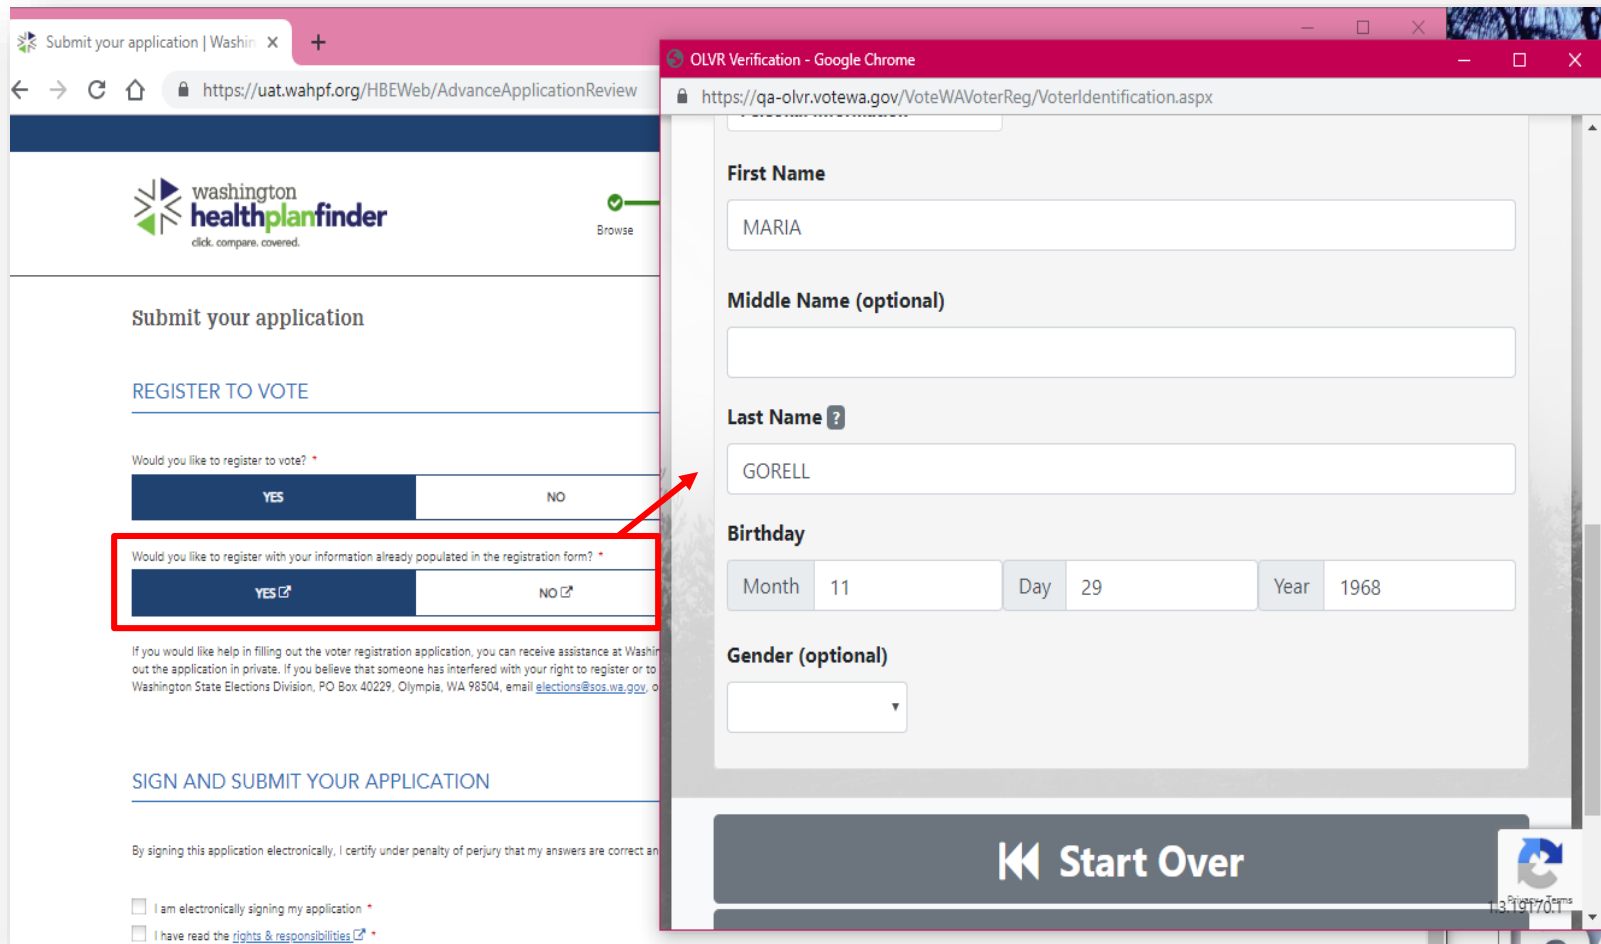 Submit your application | Washin
https://uat.wahpf.org/HBEWeb/AdvanceApplicationReview
washington
healthplanfinder
click. compare. covered.
Browse
Submit your application
REGISTER TO VOTE
Would you like to register to vote? *
YES NO
Would you like to register with your information already populated in the registration form? *
YES NO
If you would like help in filling out the voter registration application, you can receive assistance at Washin
out the application in private. If you believe that someone has interfered with your right to register or to
Washington State Elections Division, PO Box 40229, Olympia, WA 98504, email elections@sos.wa.gov, o
SIGN AND SUBMIT YOUR APPLICATION
By signing this application electronically, I certify under penalty of perjury that my answers are correct an
I am electronically signing my application *
I have read the rights & responsibilities *
OLVR Verification - Google Chrome
https://qa-olvr.votewa.gov/VoteWAVoterReg/VoterIdentification.aspx
Personal Information
First Name
MARIA
Middle Name (optional)
Last Name ?
GORELL
Birthday
Month 11 Day 29 Year 1968
Gender (optional)
Start Over
Privacy - Terms
1.3.19170.1